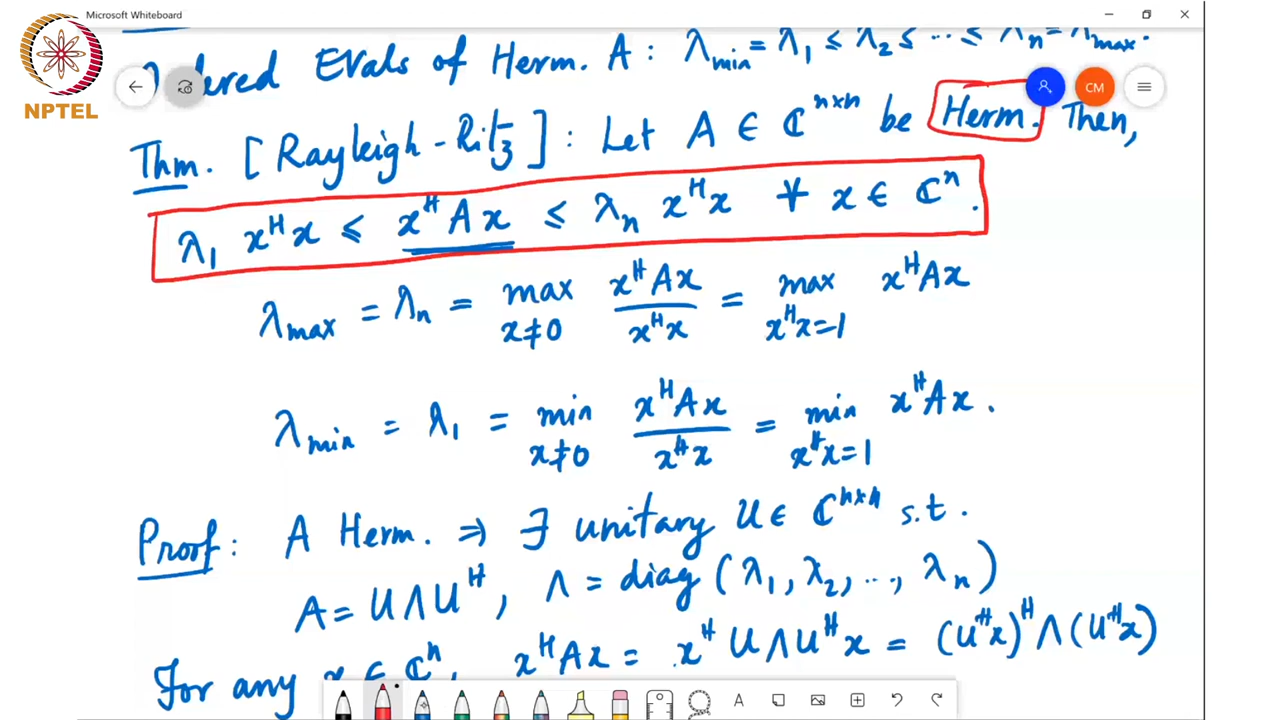 Microsoft Whiteboard
Ordered Evals of Herm. A : λmin = λ1 ≤ λ2 ≤ ... ≤ λn = λmax.
NPTEL
CM
Thm. [Rayleigh-Ritz] : Let A ∈ ℂ^{n×n} be Herm. Then,
λ1 x^H x ≤ x^H A x ≤ λn x^H x ∀ x ∈ ℂ^n.
λmax = λn = max_{x≠0} x^H A x / x^H x = max_{x^H x = 1} x^H A x
λmin = λ1 = min_{x≠0} x^H A x / x^H x = min_{x^H x = 1} x^H A x.
Proof : A Herm. ⇒ ∃ unitary U ∈ ℂ^{n×n} s.t.
A = U Λ U^H, Λ = diag (λ1, λ2, ..., λn)
For any x ∈ ℂ^n, x^H A x = x^H U Λ U^H x = (U^H x)^H Λ (U^H x)